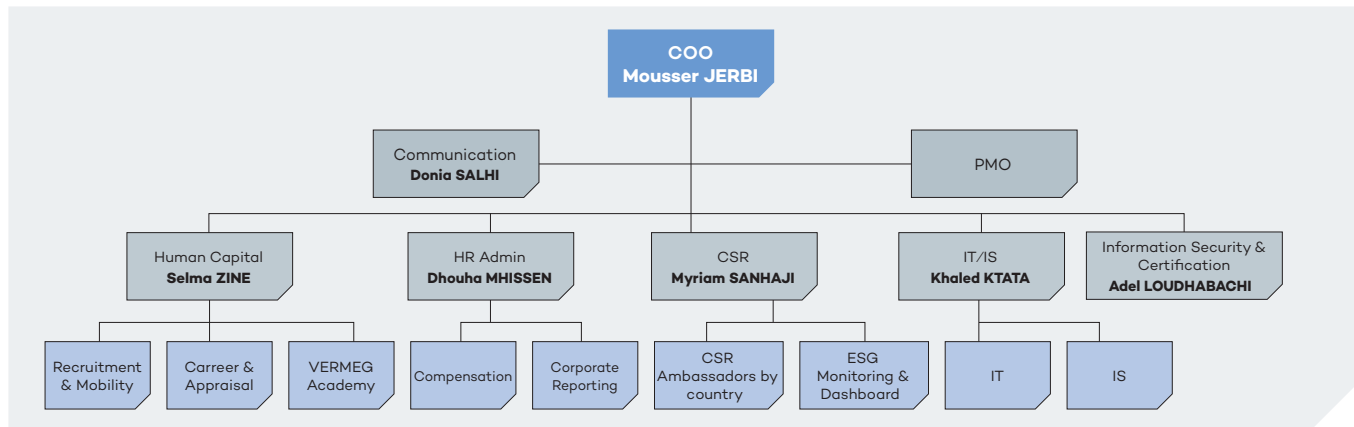 COO
Mousser JERBI
Communication
Donia SALHI
PMO
Human Capital
Selma ZINE
HR Admin
Dhouha MHISSEN
CSR
Myriam SANHAJI
IT/IS
Khaled KTATA
Information Security &
Certification
Adel LOUDHABACHI
Recruitment
& Mobility
Carreer &
Appraisal
VERMEG
Academy
Compensation
Corporate
Reporting
CSR
Ambassadors by
country
ESG
Monitoring &
Dashboard
IT
IS